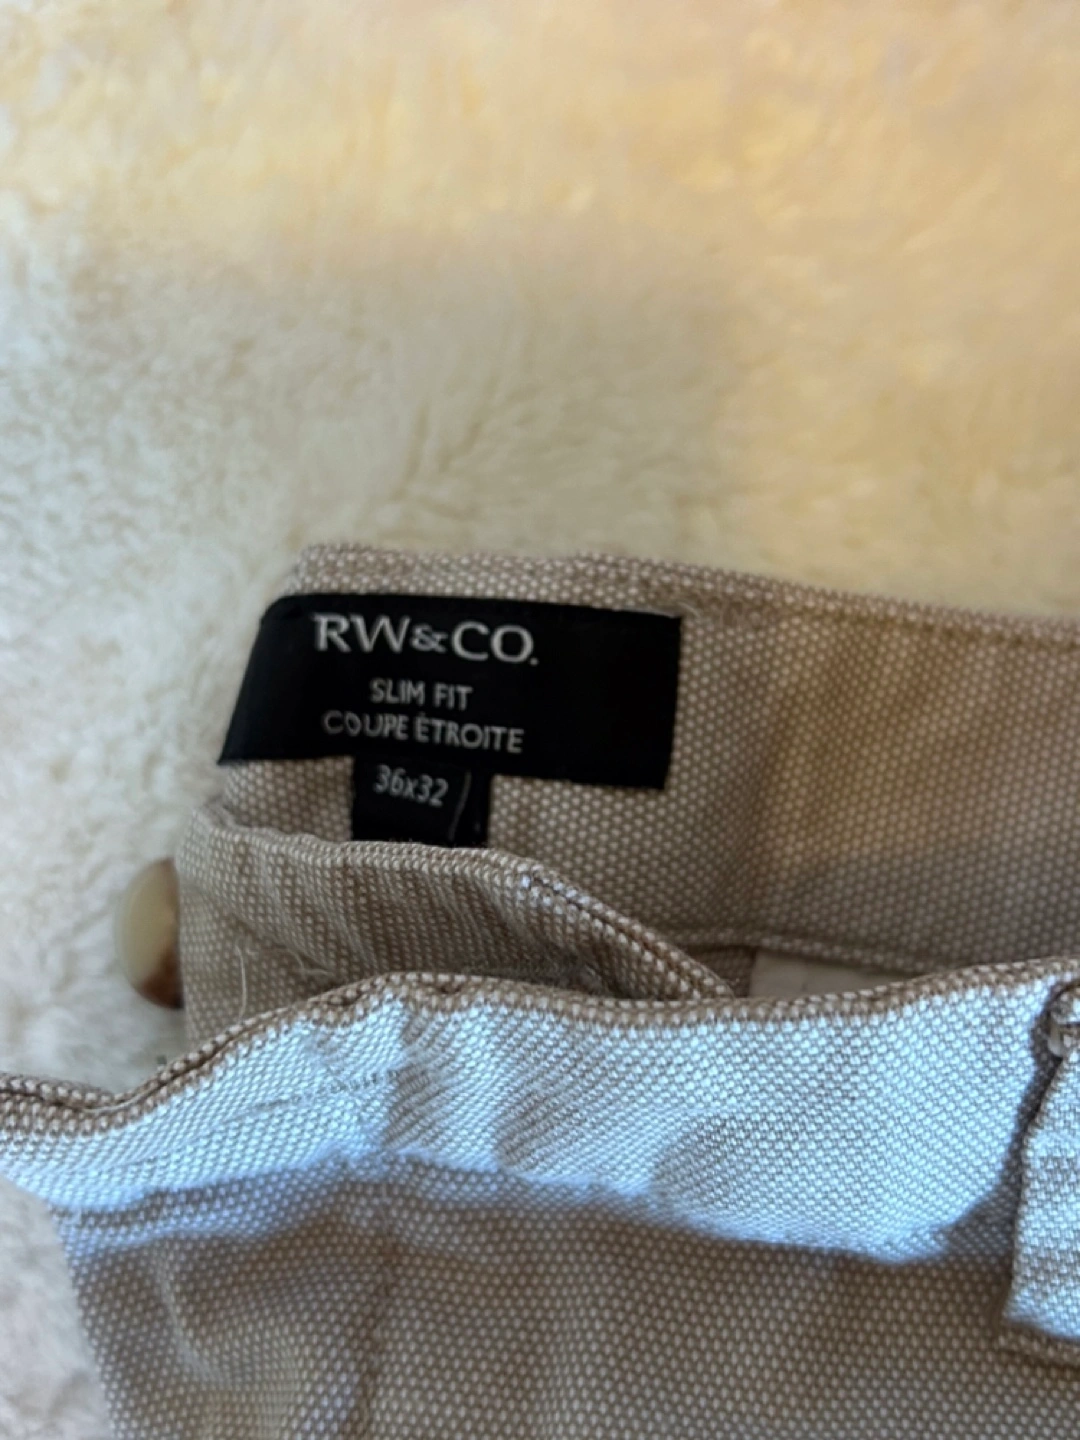 RW&CO.
SLIM FIT
COUPE ÉTROITE
36x32